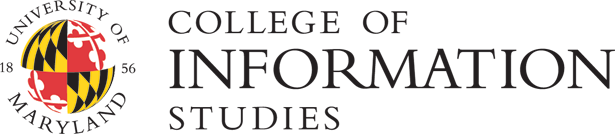 UNIVERSITY OF
18 56
MARYLAND
COLLEGE OF
INFORMATION
STUDIES